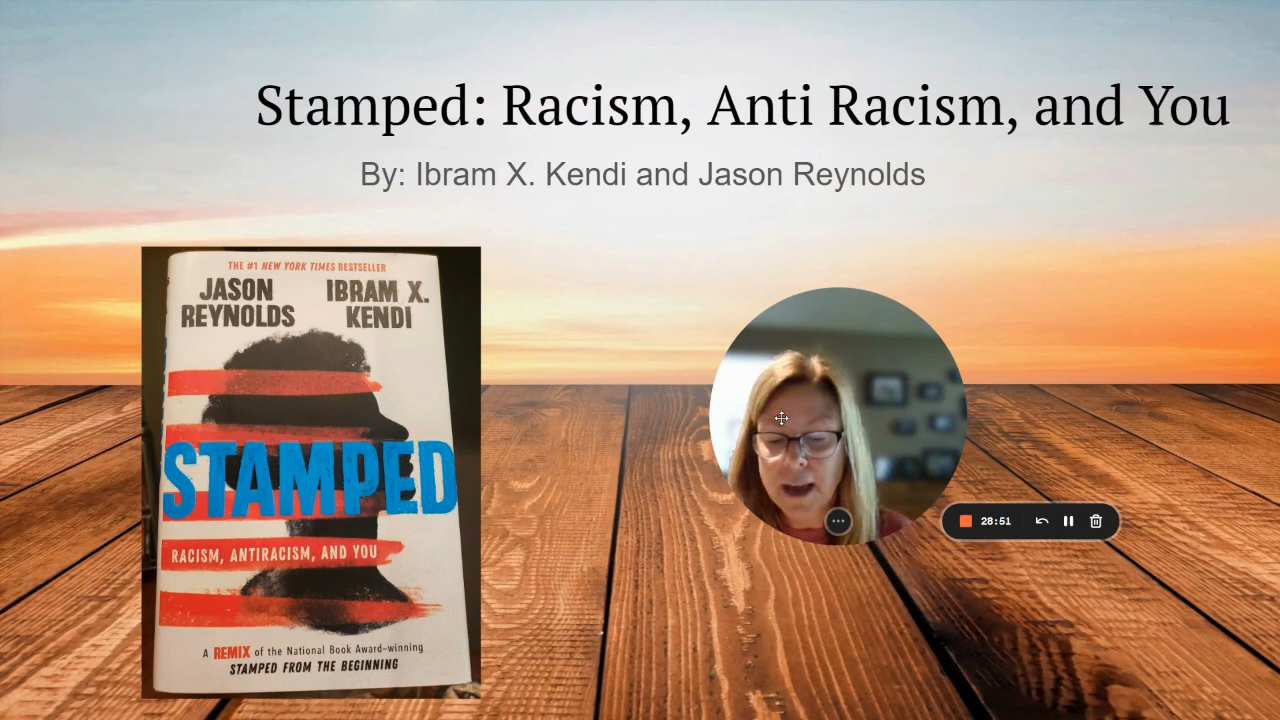 Stamped: Racism, Anti Racism, and You
By: Ibram X. Kendi and Jason Reynolds
THE #1 NEW YORK TIMES BESTSELLER
JASON REYNOLDS
IBRAM X. KENDI
STAMPED
RACISM, ANTIRACISM, AND YOU
A REMIX of the National Book Award–winning
STAMPED FROM THE BEGINNING
28:51